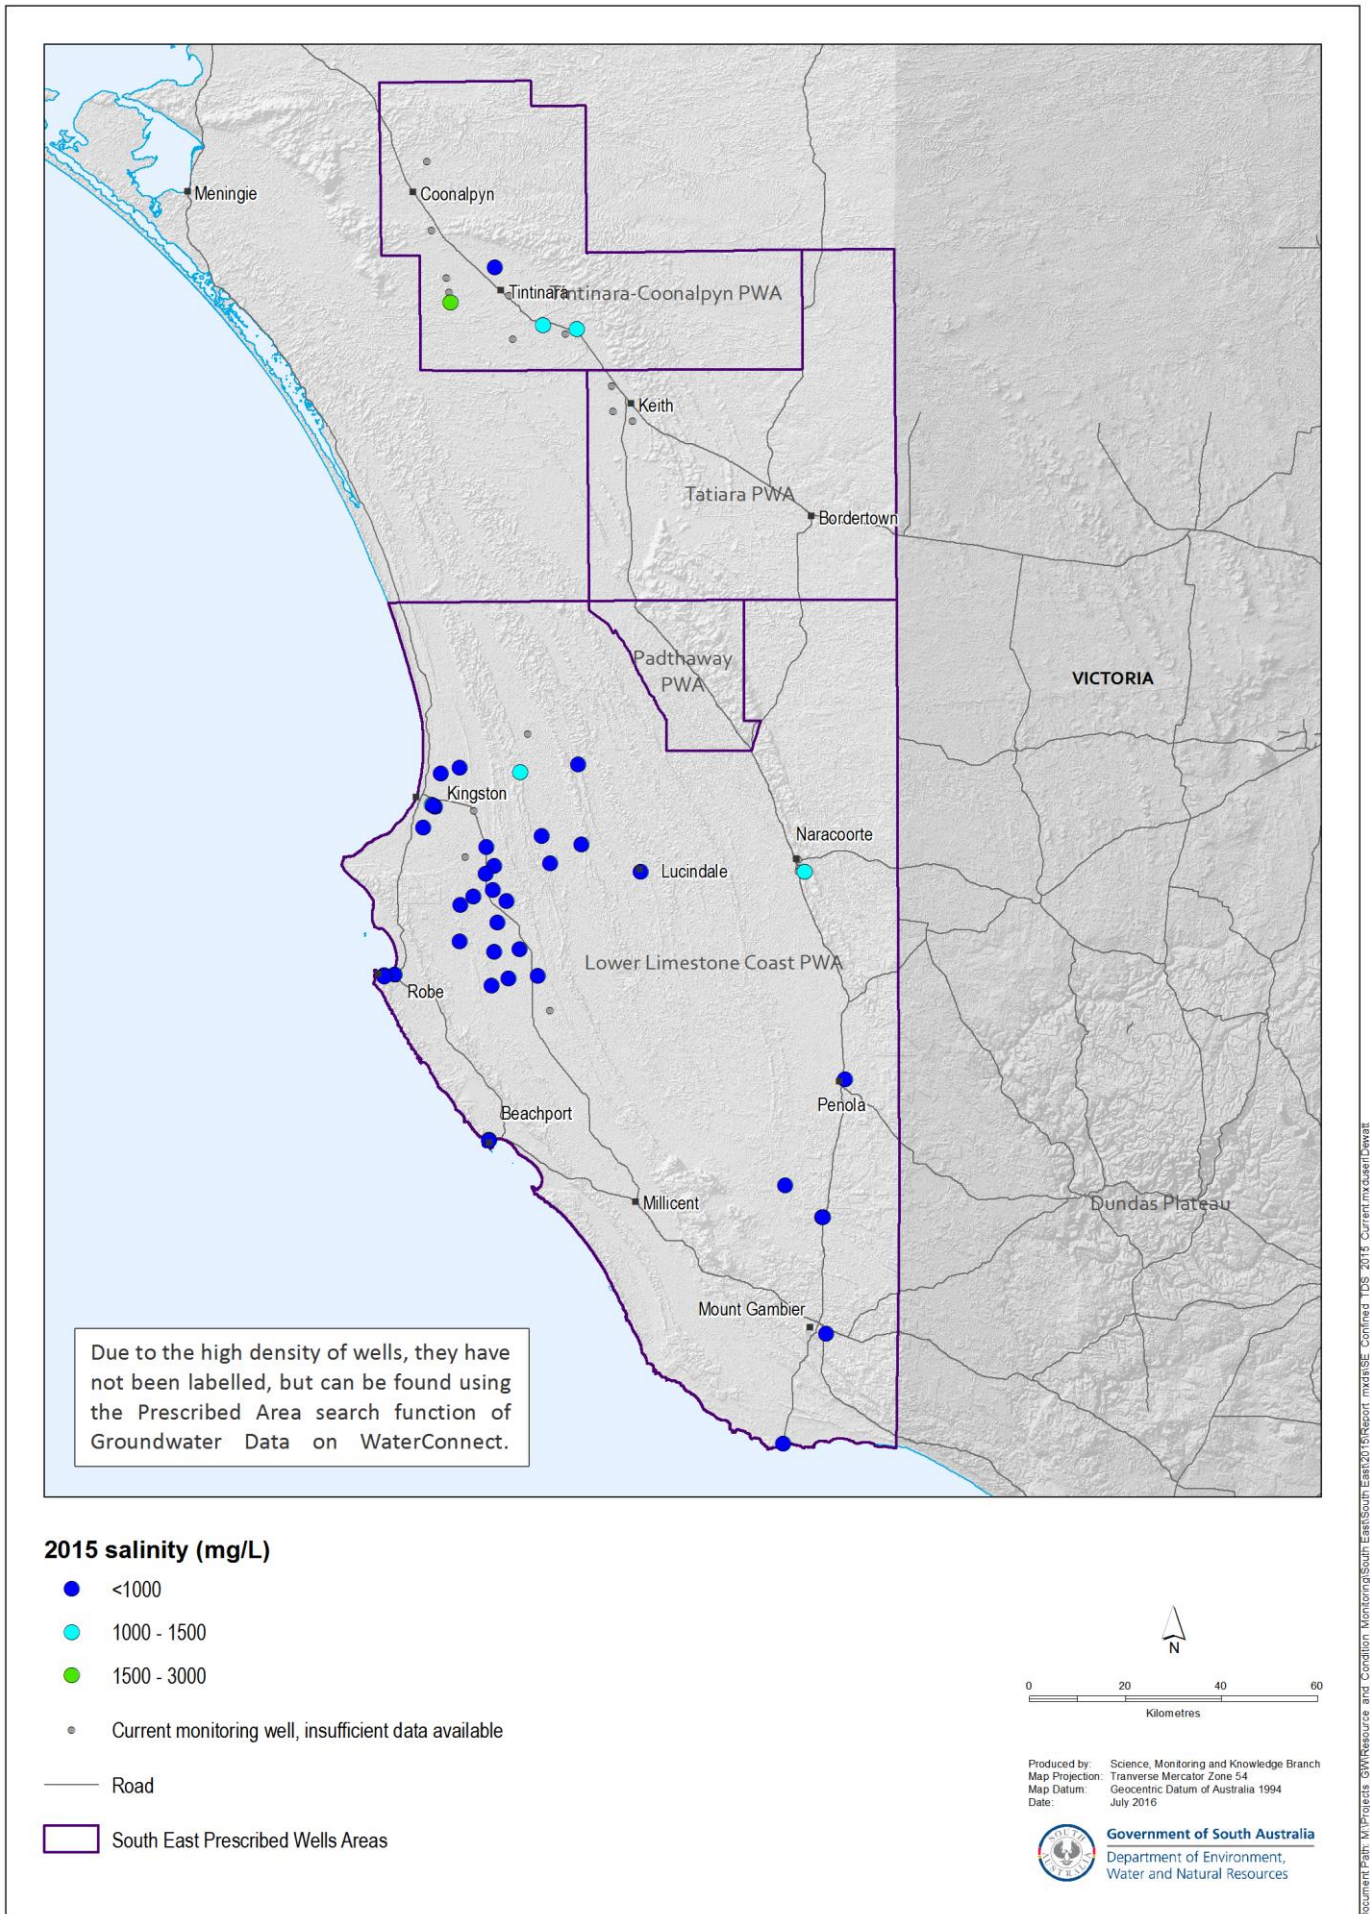 Meningie
Coonalpyn
Tintinara
Tintinara-Coonalpyn PWA
Keith
Tatiara PWA
Bordertown
Padthaway
PWA
VICTORIA
Kingston
Naracoorte
Lucindale
Lower Limestone Coast PWA
Robe
Penola
Beachport
Millicent
Dundas Plateau
Mount Gambier
Due to the high density of wells, they have
not been labelled, but can be found using
the Prescribed Area search function of
Groundwater Data on WaterConnect.
2015 salinity (mg/L)
<1000
1000 - 1500
1500 - 3000
Current monitoring well, insufficient data available
Road
South East Prescribed Wells Areas
N
0 20 40 60
Kilometres
Produced by: Science, Monitoring and Knowledge Branch
Map Projection: Tranverse Mercator Zone 54
Map Datum: Geocentric Datum of Australia 1994
Date: July 2016
SOUTH AUSTRALIA
Government of South Australia
Department of Environment,
Water and Natural Resources